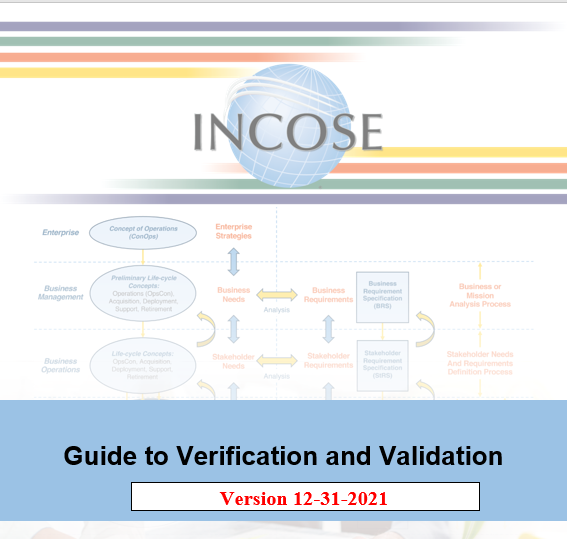 INCOSE
Enterprise
Concept of Operations
(ConOps)
Enterprise
Strategies
Business
Management
Preliminary Life-cycle
Concepts:
Operations (OpsCon)
Acquisition, Deployment
Support, Retirement
Business
Needs
Analysis
Business
Requirements
Business
Requirement
Specification
(BRS)
Business or
Mission
Analysis Process
Business
Operations
Life-cycle Concepts:
OpsCon, Acquisition,
Deployment, Support,
Retirement
Stakeholder
Needs
Analysis
Stakeholder
Requirements
Stakeholder
Requirement
Specification
Stakeholder Needs
And Requirements
Definition Process
Guide to Verification and Validation
Version 12-31-2021